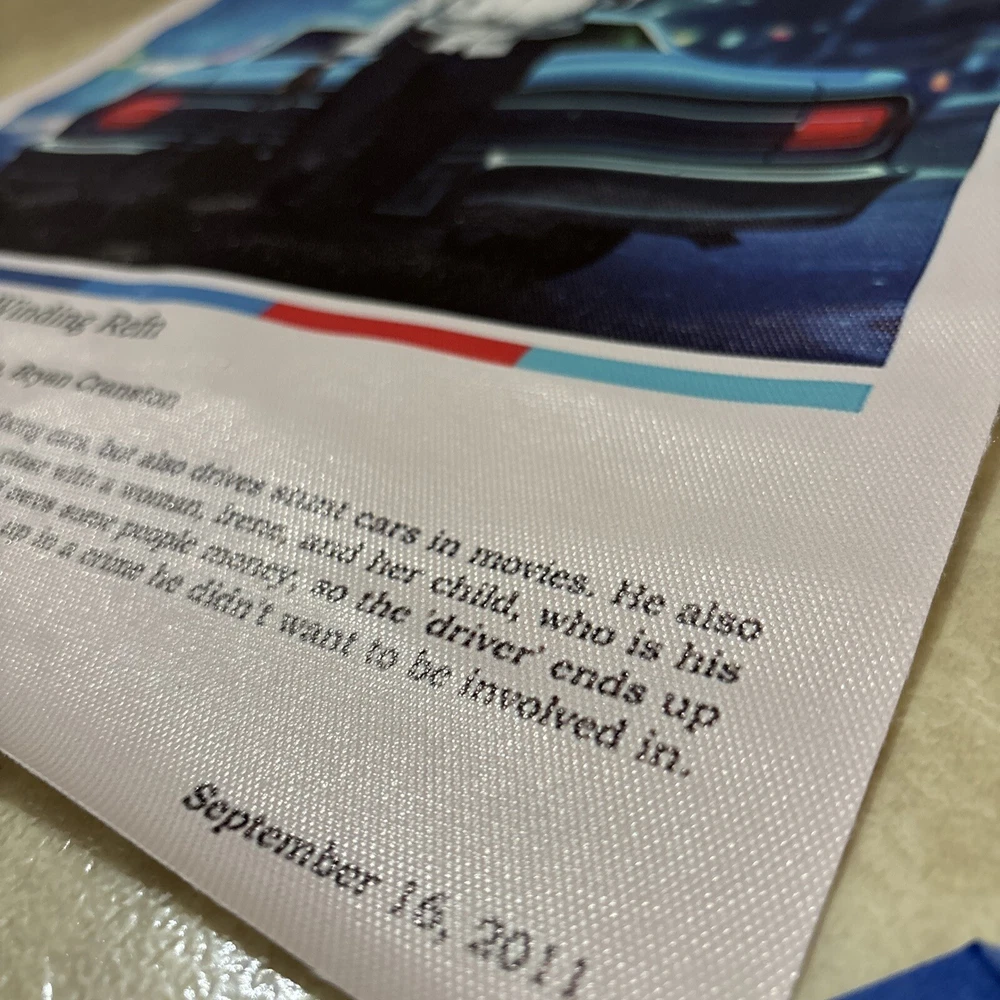 Winding Refn
, Bryan Cranston
cars, but also drives stunt cars in movies. He also
close with a woman, Irene, and her child, who is his
owes some people money, so the 'driver' ends up
up in a crime he didn't want to be involved in.
September 16, 2011